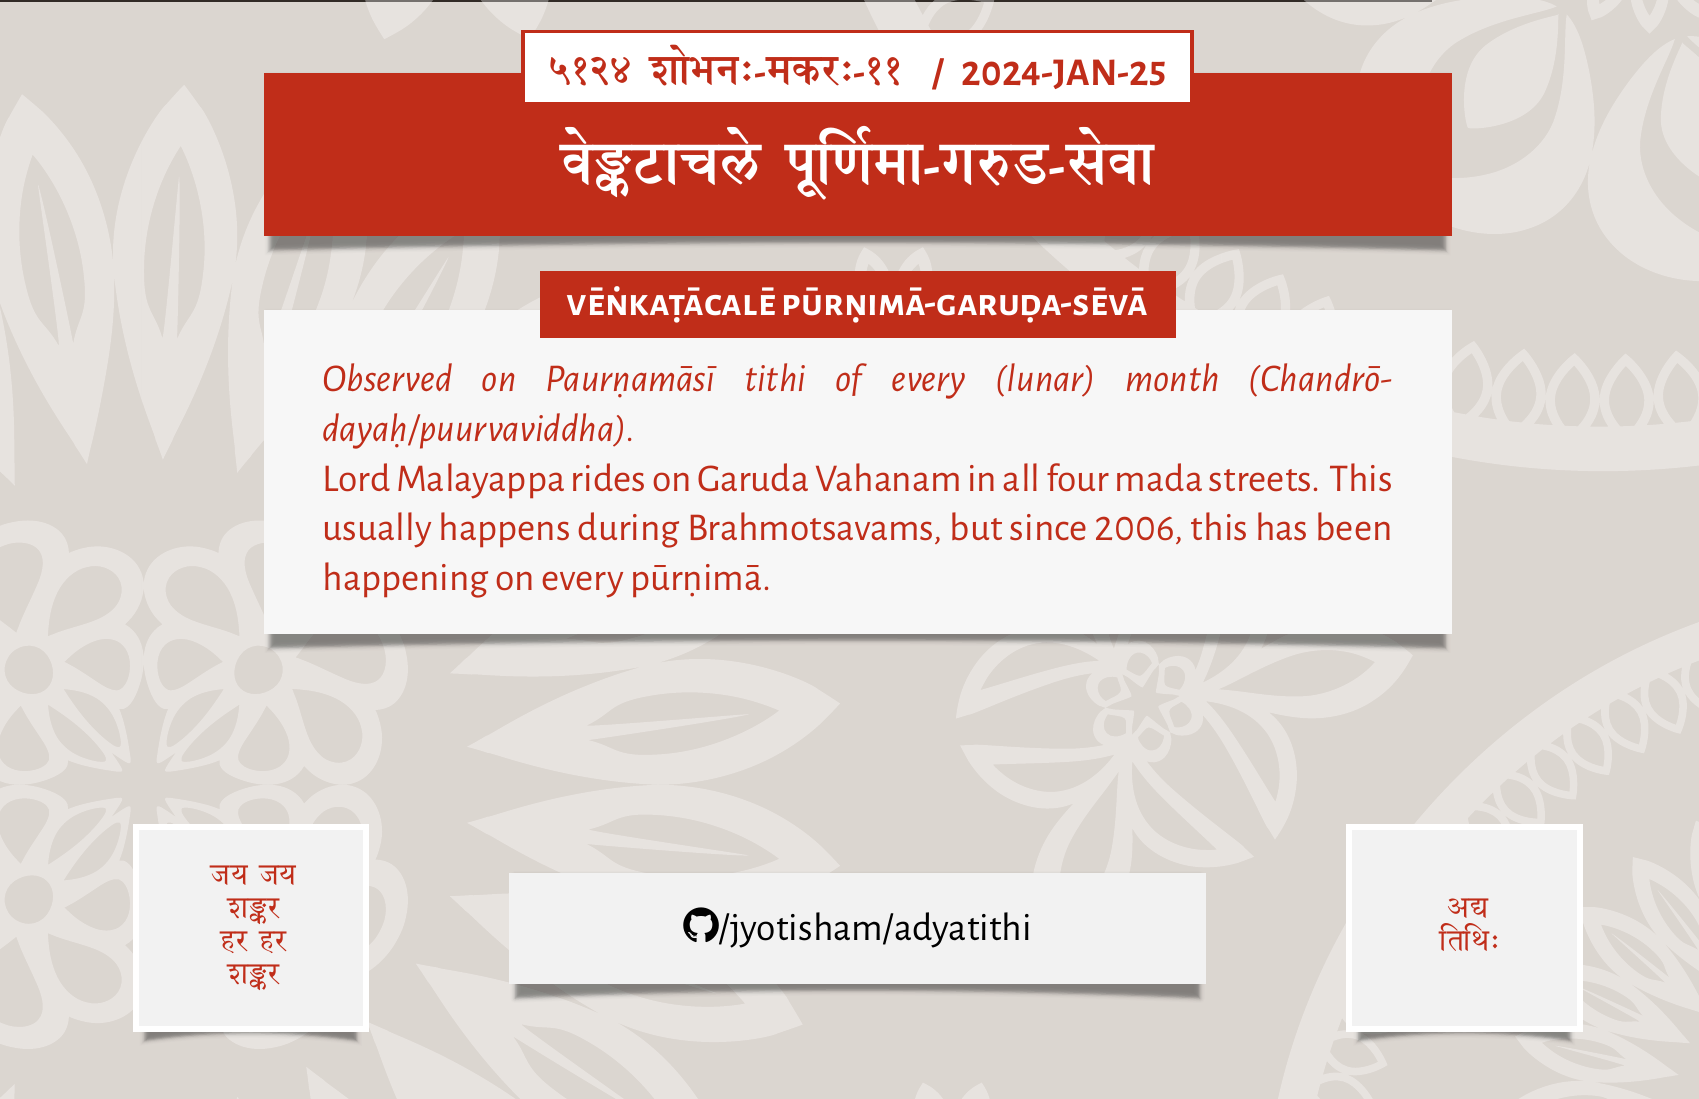 ५१२४ शोभनः-मकरः-११ / 2024-JAN-25
वेङ्कटाचले पूर्णिमा-गरुड-सेवा
VĒṄKAṬĀCALĒ PŪRṆIMĀ-GARUḌA-SĒVĀ
Observed on Paurṇamāsī tithi of every (lunar) month (Chandrō-
dayaḥ/puurvaviddha).
Lord Malayappa rides on Garuda Vahanam in all four mada streets. This
usually happens during Brahmotsavams, but since 2006, this has been
happening on every pūrṇimā.
जय जय
शङ्कर
हर हर
शङ्कर
/jyotisham/adyatithi
अद्य
तिथिः